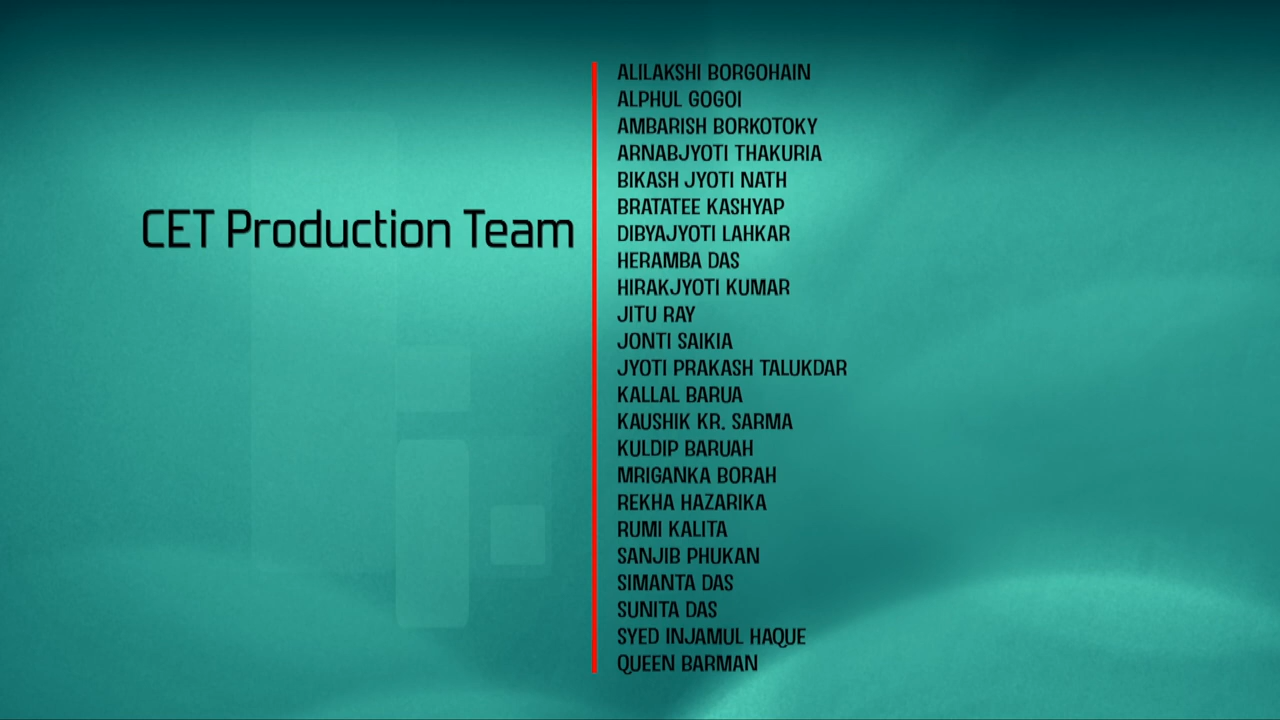 CET Production Team
ALILAKSHI BORGOHAIN
ALPHUL GOGOI
AMBARISH BORKOTOKY
ARNABJYOTI THAKURIA
BIKASH JYOTI NATH
BRATATEE KASHYAP
DIBYAJYOTI LAHKAR
HERAMBA DAS
HIRAKJYOTI KUMAR
JITU RAY
JONTI SAIKIA
JYOTI PRAKASH TALUKDAR
KALLAL BARUA
KAUSHIK KR. SARMA
KULDIP BARUAH
MRIGANKA BORAH
REKHA HAZARIKA
RUMI KALITA
SANJIB PHUKAN
SIMANTA DAS
SUNITA DAS
SYED INJAMUL HAQUE
QUEEN BARMAN